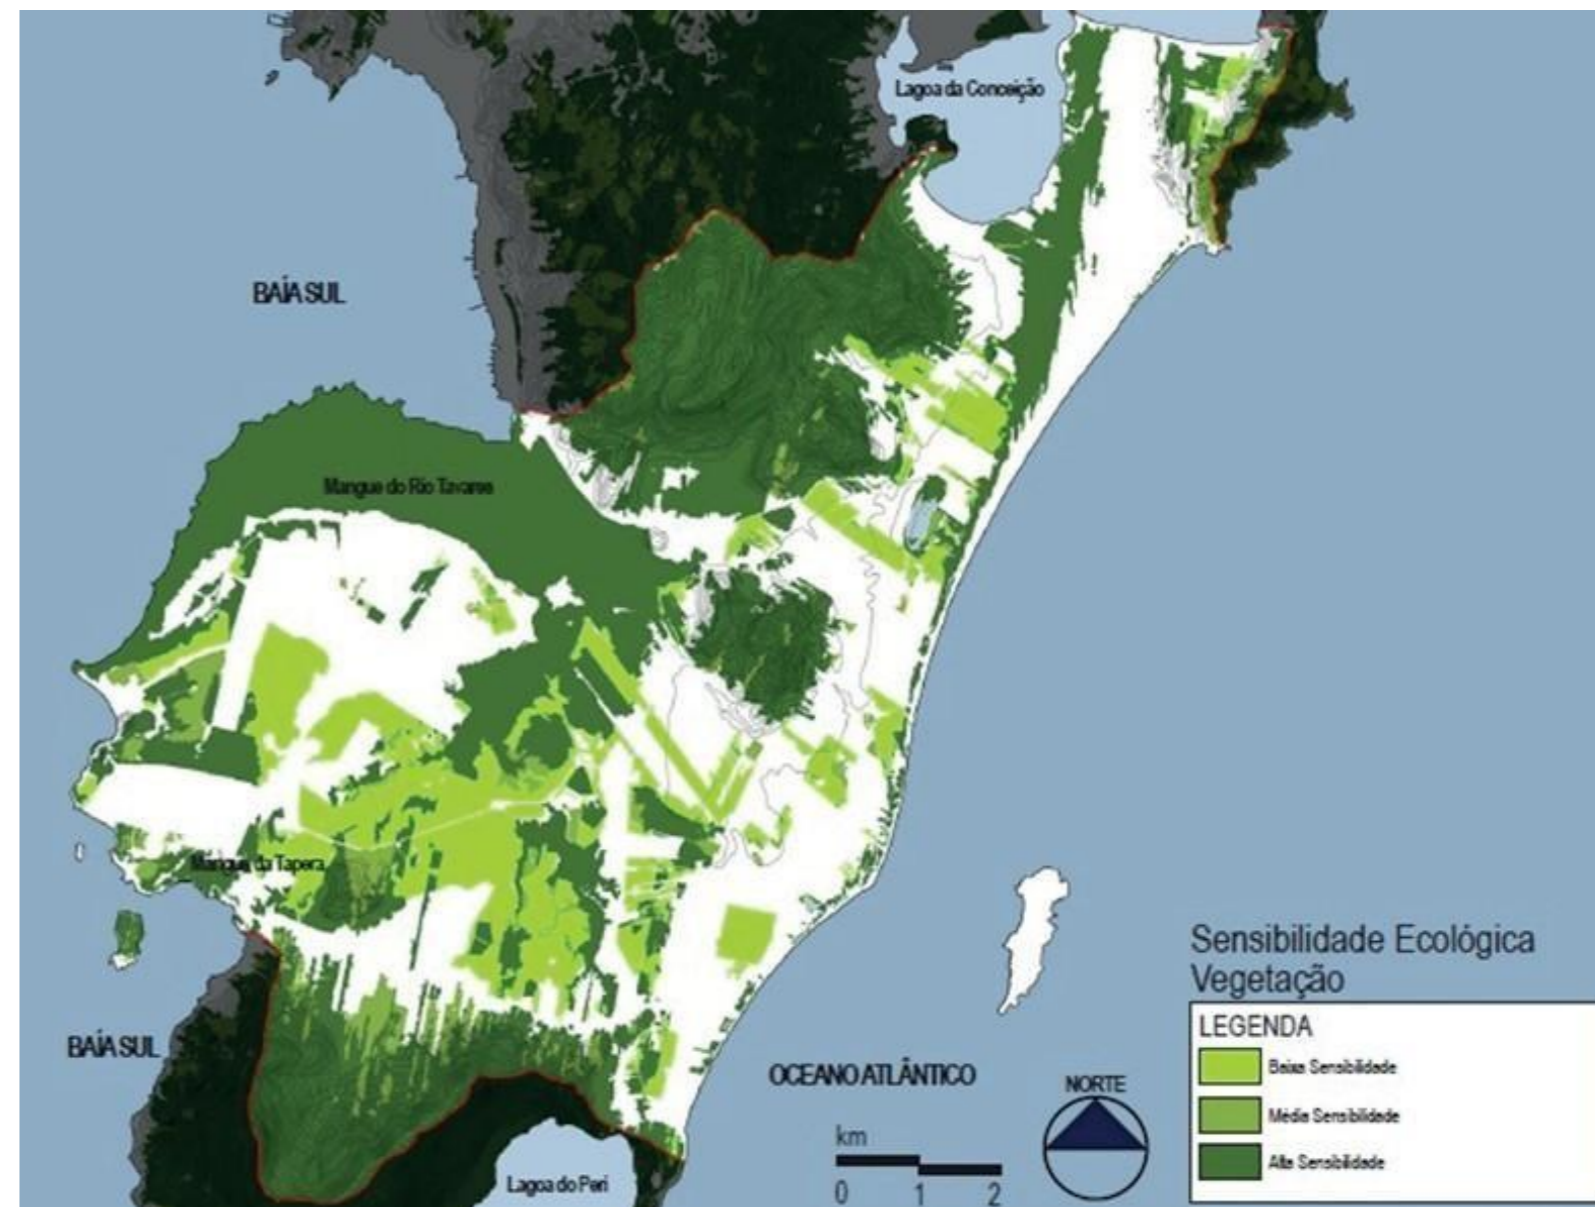 Lagoa da Conceição
BAÍA SUL
Mangue do Rio Tavares
Mangue da Tapera
BAÍA SUL
Lagoa do Peri
OCEANO ATLÂNTICO
NORTE
km
0 1 2
Sensibilidade Ecológica
Vegetação
LEGENDA
Baixa Sensibilidade
Média Sensibilidade
Alta Sensibilidade